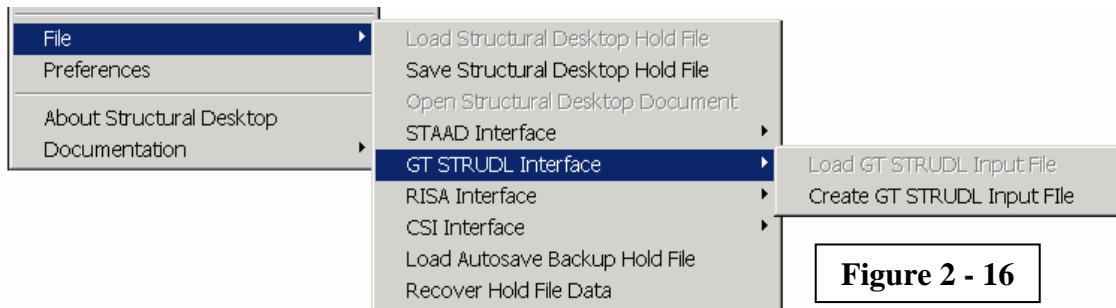 File
Preferences
About Structural Desktop
Documentation
Load Structural Desktop Hold File
Save Structural Desktop Hold File
Open Structural Desktop Document
STAAD Interface
GT STRUDL Interface
RISA Interface
CSI Interface
Load Autosave Backup Hold File
Recover Hold File Data
Load GT STRUDL Input File
Create GT STRUDL Input FIle
Figure 2 - 16